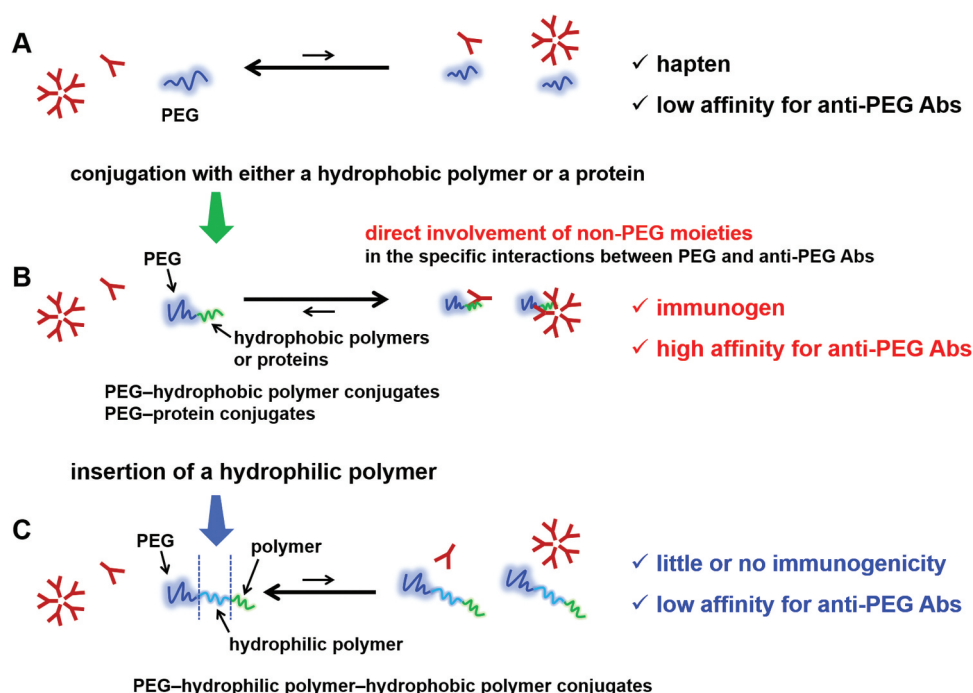 A
PEG
✓ hapten
✓ low affinity for anti-PEG Abs
conjugation with either a hydrophobic polymer or a protein
direct involvement of non-PEG moieties
in the specific interactions between PEG and anti-PEG Abs
B
PEG
hydrophobic polymers
or proteins
✓ immunogen
✓ high affinity for anti-PEG Abs
PEG–hydrophobic polymer conjugates
PEG–protein conjugates
insertion of a hydrophilic polymer
C
PEG
polymer
hydrophilic polymer
✓ little or no immunogenicity
✓ low affinity for anti-PEG Abs
PEG–hydrophilic polymer–hydrophobic polymer conjugates